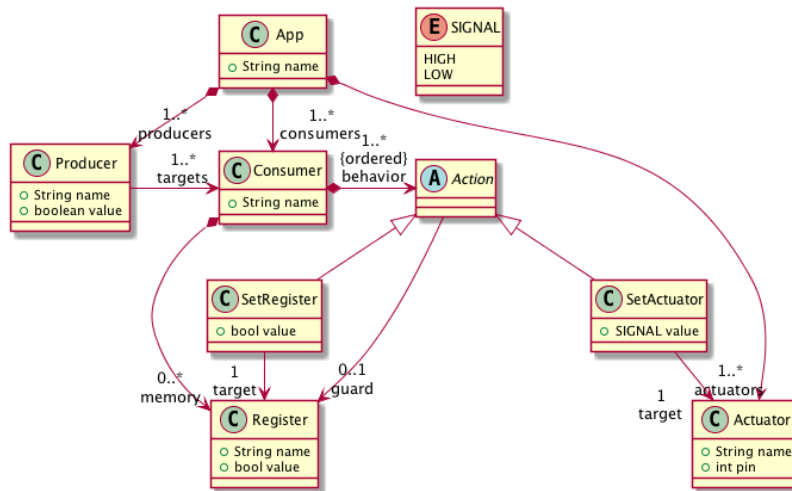 C App
String name
E SIGNAL
HIGH
LOW
1..*
producers
1..*
consumers
1..*
{ordered}
behavior
1..*
targets
C Producer
String name
boolean value
C Consumer
String name
A Action
C SetRegister
bool value
C SetActuator
SIGNAL value
0..*
memory
1
target
0..1
guard
1..*
actuators
1
target
C Register
String name
bool value
C Actuator
String name
int pin